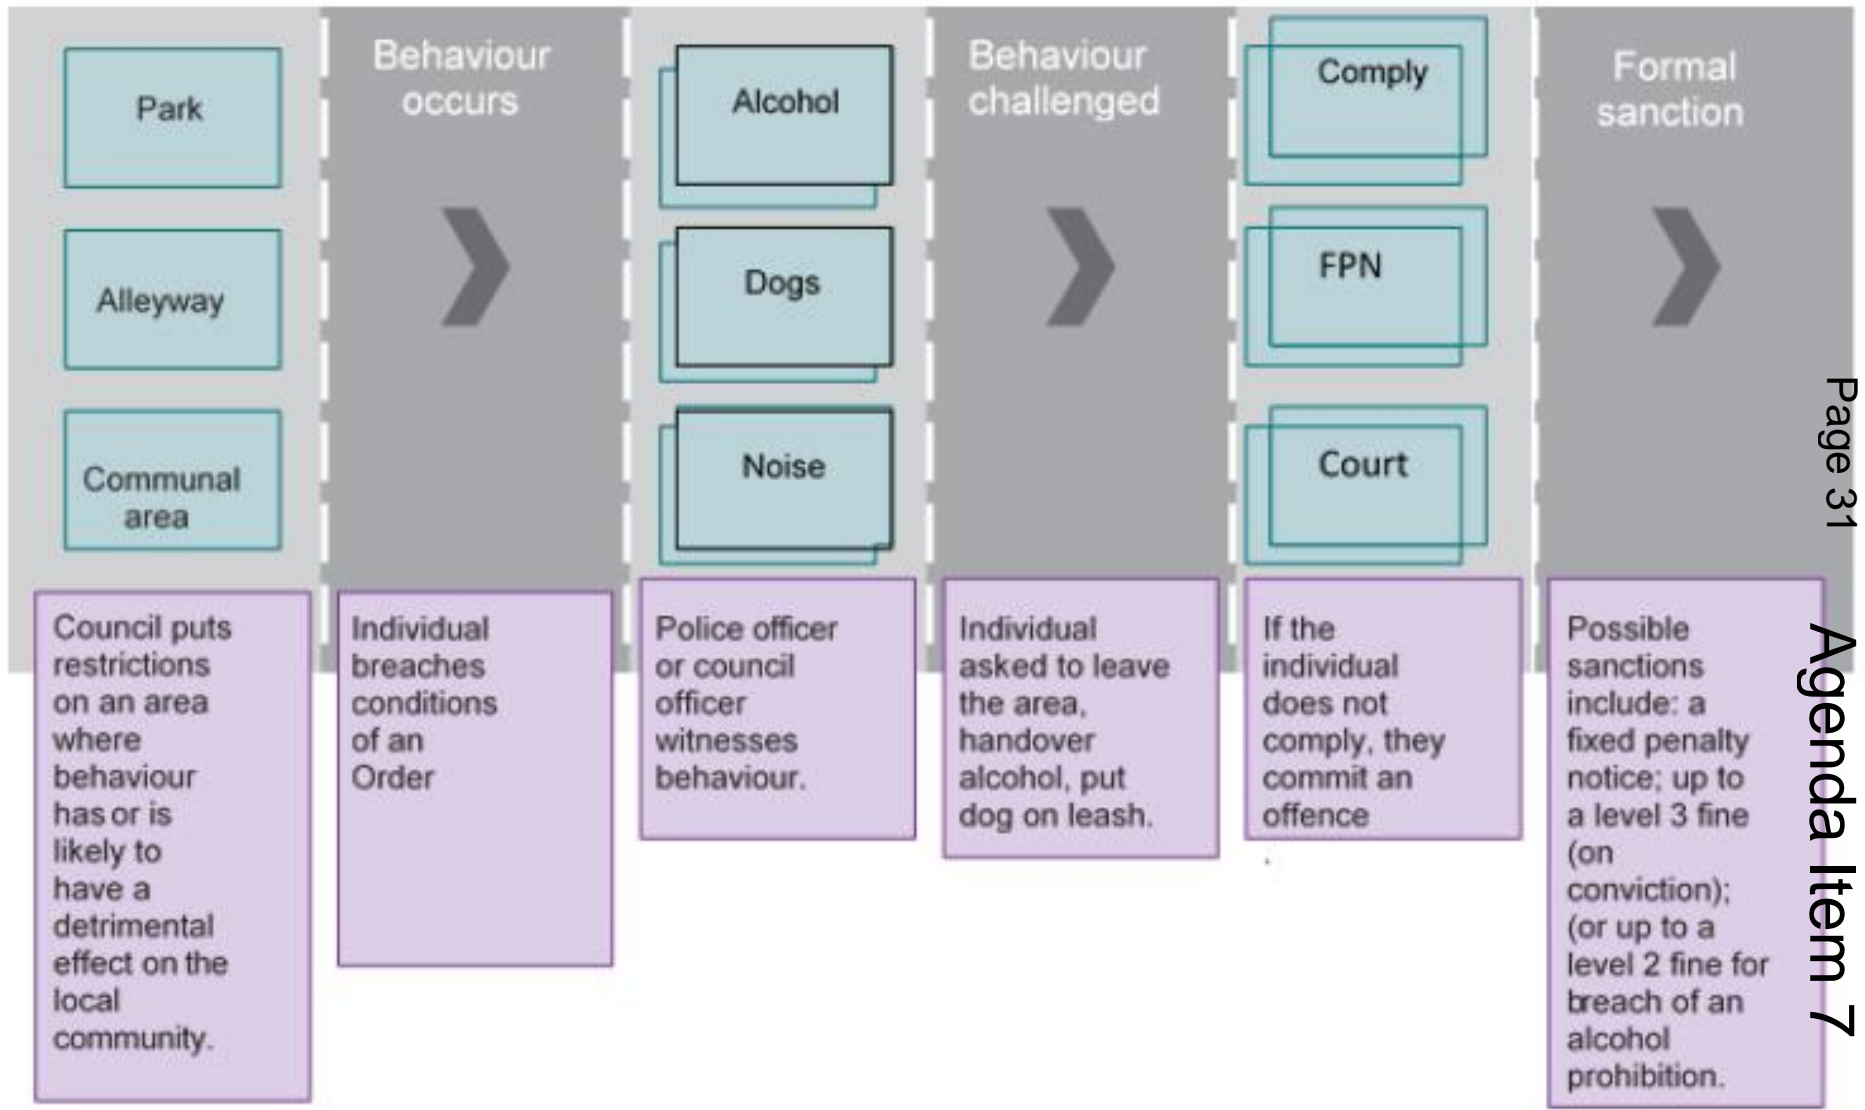 Park
Alleyway
Communal
area
Behaviour
occurs
Alcohol
Dogs
Noise
Behaviour
challenged
Comply
FPN
Court
Formal
sanction
Council puts
restrictions
on an area
where
behaviour
has or is
likely to
have a
detrimental
effect on the
local
community.
Individual
breaches
conditions
of an
Order
Police officer
or council
officer
witnesses
behaviour.
Individual
asked to leave
the area,
handover
alcohol, put
dog on leash.
If the
individual
does not
comply, they
commit an
offence
.
Possible
sanctions
include: a
fixed penalty
notice; up to
a level 3 fine
(on
conviction);
(or up to a
level 2 fine for
breach of an
alcohol
prohibition.
Page 31
Agenda Item 7